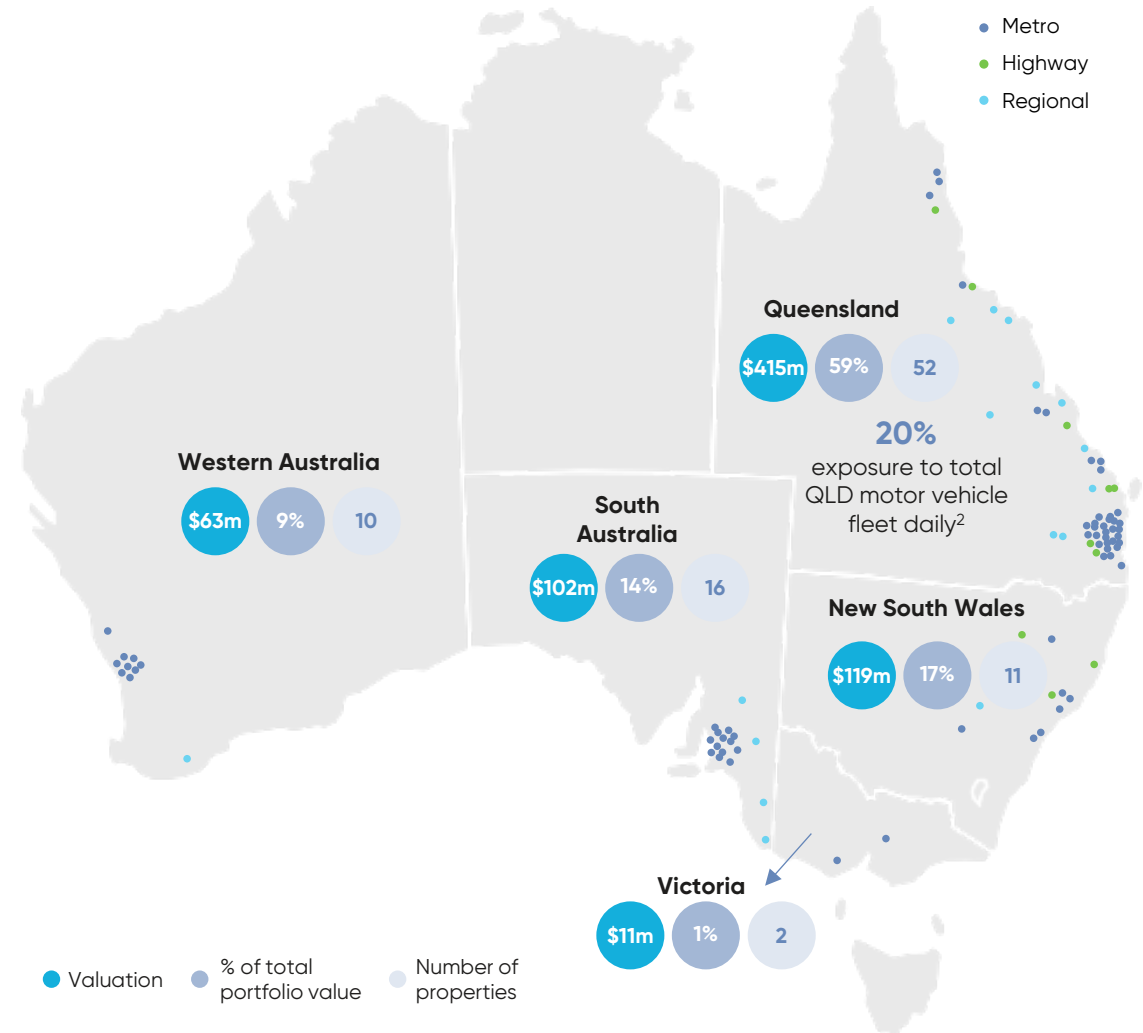 Metro
Highway
Regional
Queensland
$415m 59% 52
20%
exposure to total
QLD motor vehicle
fleet daily2
Western Australia
$63m 9% 10
South
Australia
$102m 14% 16
New South Wales
$119m 17% 11
Victoria
$11m 1% 2
Valuation
% of total
portfolio value
Number of
properties